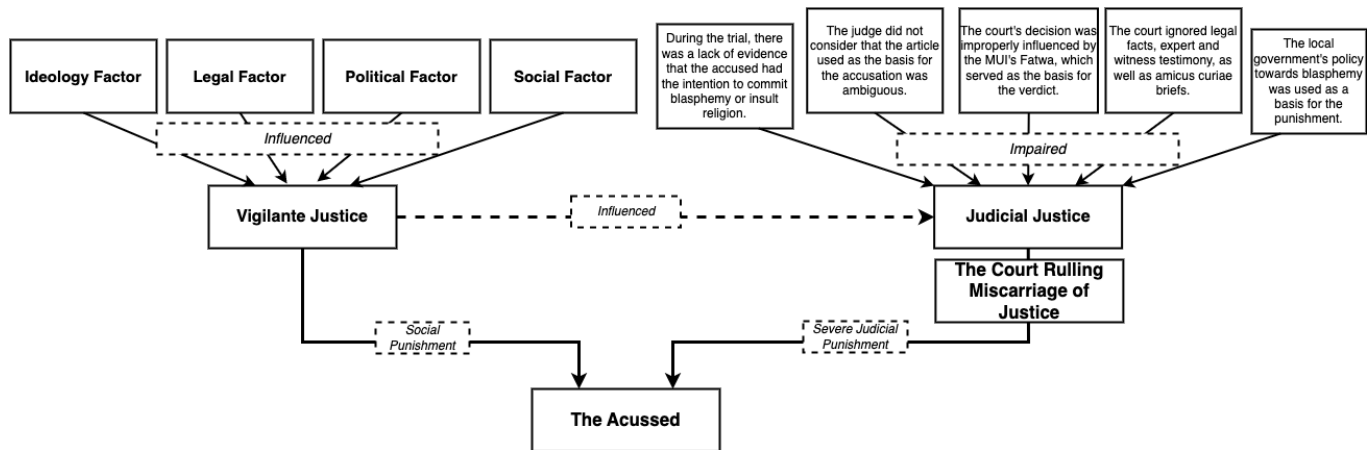 Ideology Factor
Legal Factor
Political Factor
Social Factor
During the trial, there
was a lack of evidence
that the accused had
the intention to commit
blasphemy or insult
religion.
The judge did not
consider that the article
used as the basis for
the accusation was
ambiguous.
The court's decision was
improperly influenced by
the MUI's Fatwa, which
served as the basis for
the verdict.
The court ignored legal
facts, expert and
witness testimony, as
well as amicus curiae
briefs.
The local
government's policy
towards blasphemy
was used as a
basis for the
punishment.
Influenced
Impaired
Vigilante Justice
Influenced
Judicial Justice
The Court Rulling
Miscarriage of
Justice
Social
Punishment
Severe Judicial
Punishment
The Acussed